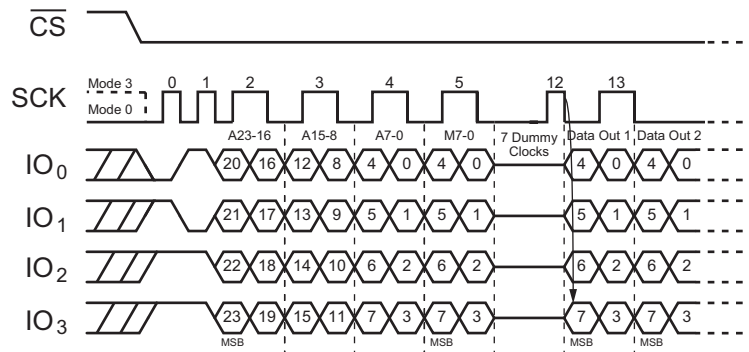 CS
SCK
Mode 3
Mode 0
0 1 2 3 4 5 12 13
A23-16 A15-8 A7-0 M7-0 7 Dummy Clocks Data Out 1 Data Out 2
IO0 20 16 12 8 4 0 4 0 4 0 4 0
IO1 21 17 13 9 5 1 5 1 5 1 5 1
IO2 22 18 14 10 6 2 6 2 6 2 6 2
IO3 23 19 15 11 7 3 7 3 7 3 7 3
MSB MSB MSB MSB